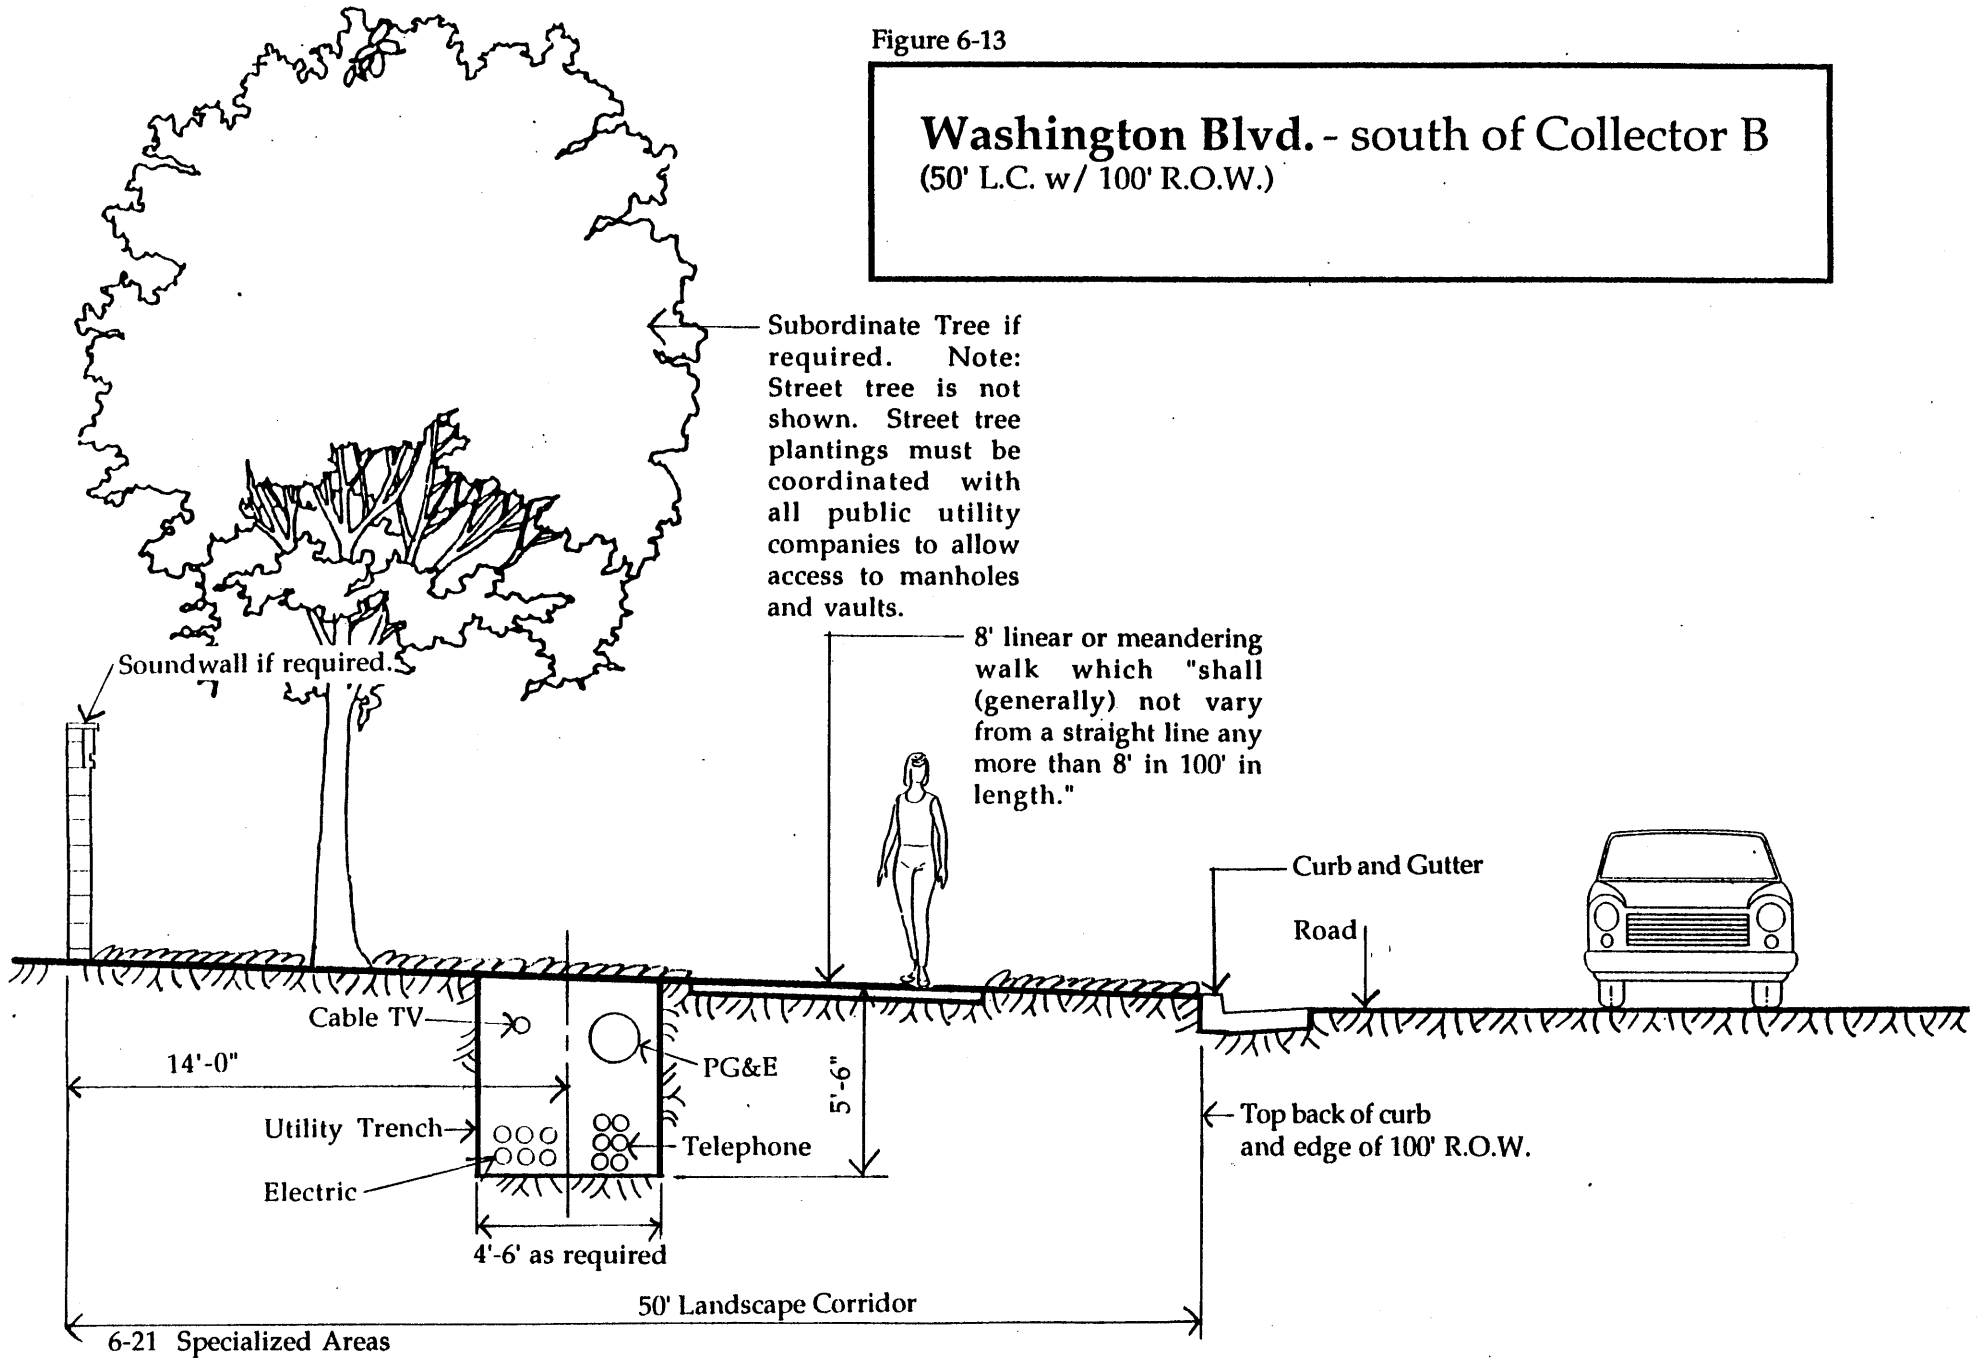 Figure 6-13
Washington Blvd. - south of Collector B
(50' L.C. w/ 100' R.O.W.)
Subordinate Tree if
required. Note:
Street tree is not
shown. Street tree
plantings must be
coordinated with
all public utility
companies to allow
access to manholes
and vaults.
8' linear or meandering
walk which "shall
(generally) not vary
from a straight line any
more than 8' in 100' in
length."
Soundwall if required.
Curb and Gutter
Road
Cable TV
14'-0"
PG&E
5'-6"
Utility Trench
Telephone
Electric
Top back of curb
and edge of 100' R.O.W.
4'-6' as required
50' Landscape Corridor
6-21 Specialized Areas